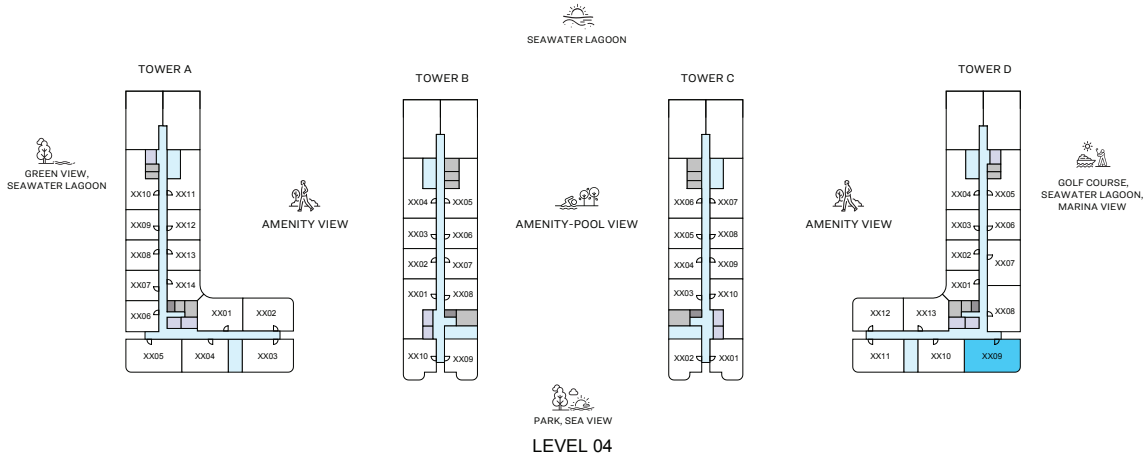 SEAWATER LAGOON
TOWER A
TOWER B
TOWER C
TOWER D
GREEN VIEW,
SEAWATER LAGOON
AMENITY VIEW
AMENITY-POOL VIEW
AMENITY VIEW
GOLF COURSE,
SEAWATER LAGOON,
MARINA VIEW
XX10 XX11
XX09 XX12
XX08 XX13
XX07 XX14
XX06 XX01 XX02
XX05 XX04 XX03
XX04 XX05
XX03 XX06
XX02 XX07
XX01 XX08
XX10 XX09
XX06 XX07
XX05 XX08
XX04 XX09
XX03 XX10
XX02 XX01
XX04 XX05
XX03 XX06
XX02 XX07
XX01
XX12 XX13 XX08
XX11 XX10 XX09
PARK, SEA VIEW
LEVEL 04